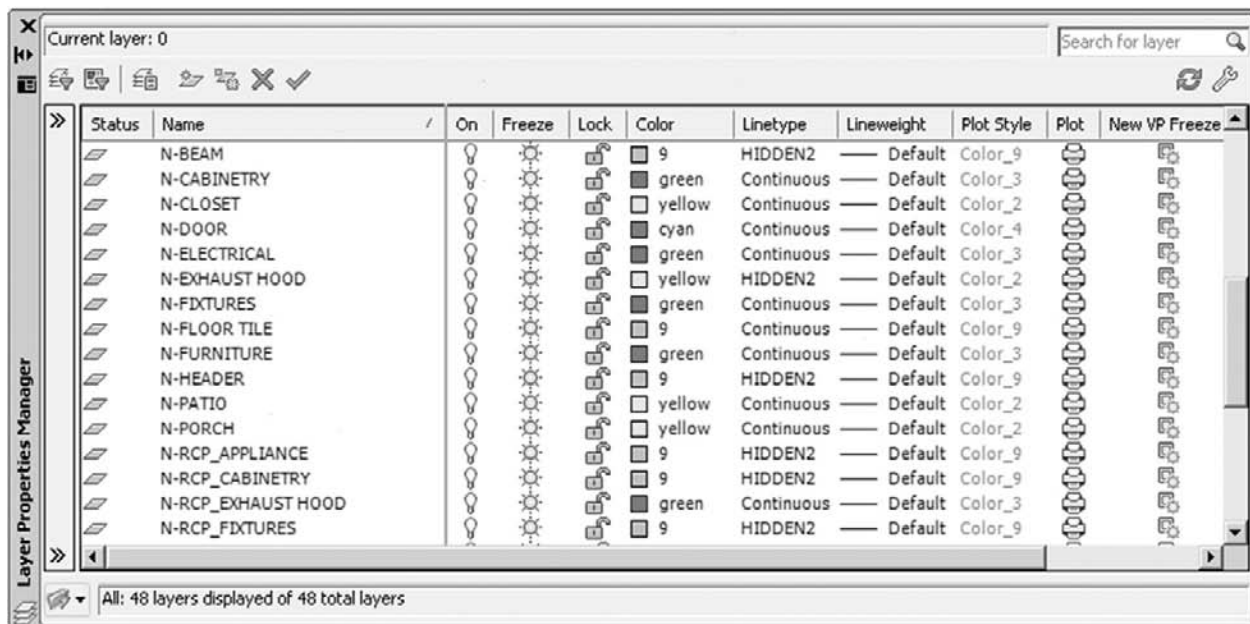 Current layer: 0
Search for layer
Status Name On Freeze Lock Color Linetype Lineweight Plot Style Plot New VP Freeze
N-BEAM 9 HIDDEN2 Default Color_9
N-CABINETRY green Continuous Default Color_3
N-CLOSET yellow Continuous Default Color_2
N-DOOR cyan Continuous Default Color_4
N-ELECTRICAL green Continuous Default Color_3
N-EXHAUST HOOD yellow HIDDEN2 Default Color_2
N-FIXTURES green Continuous Default Color_3
N-FLOOR TILE 9 Continuous Default Color_9
N-FURNITURE green Continuous Default Color_3
N-HEADER 9 HIDDEN2 Default Color_9
N-PATIO yellow Continuous Default Color_2
N-PORCH yellow Continuous Default Color_2
N-RCP_APPLIANCE 9 HIDDEN2 Default Color_9
N-RCP_CABINETRY 9 HIDDEN2 Default Color_9
N-RCP_EXHAUST HOOD green Continuous Default Color_3
N-RCP_FIXTURES 9 HIDDEN2 Default Color_9
Layer Properties Manager
All: 48 layers displayed of 48 total layers